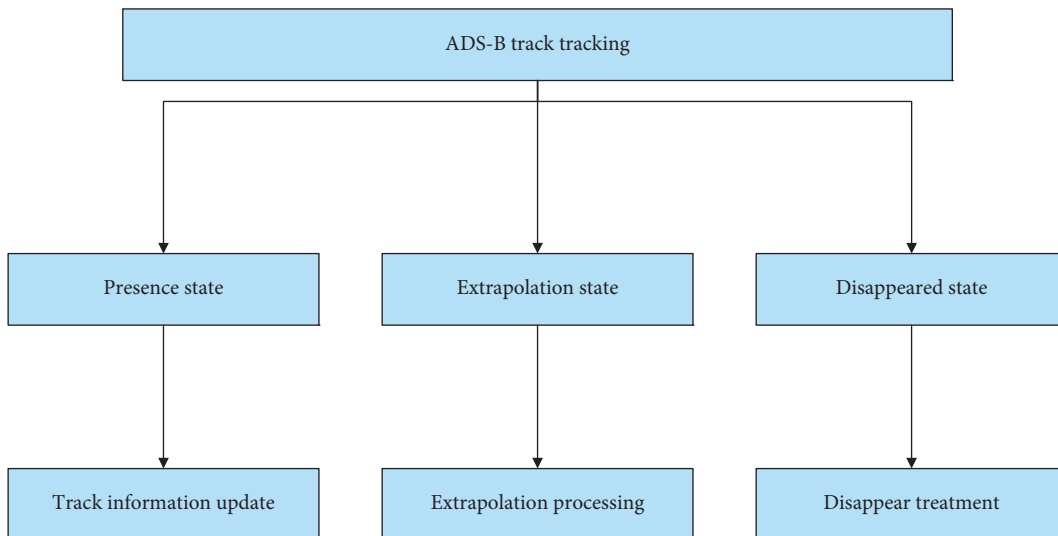 ADS-B track tracking
Presence state
Extrapolation state
Disappeared state
Track information update
Extrapolation processing
Disappear treatment